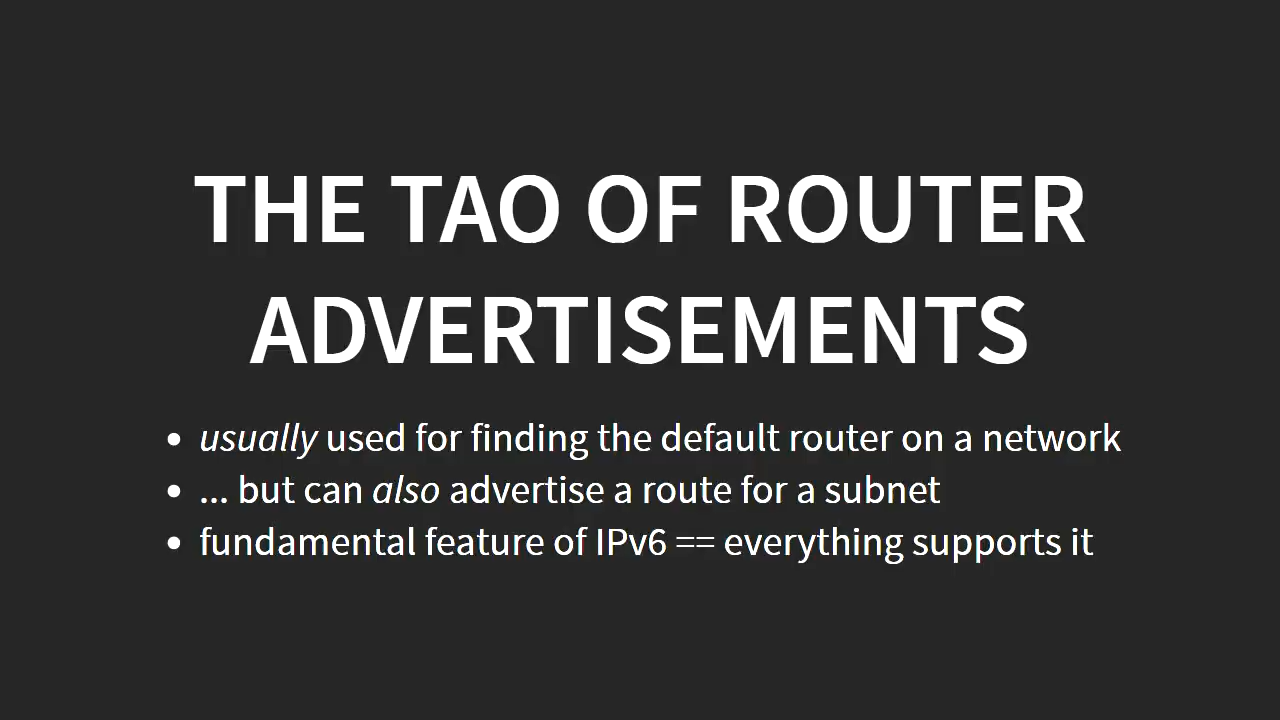 THE TAO OF ROUTER
ADVERTISEMENTS
• usually used for finding the default router on a network
• ... but can also advertise a route for a subnet
• fundamental feature of IPv6 == everything supports it